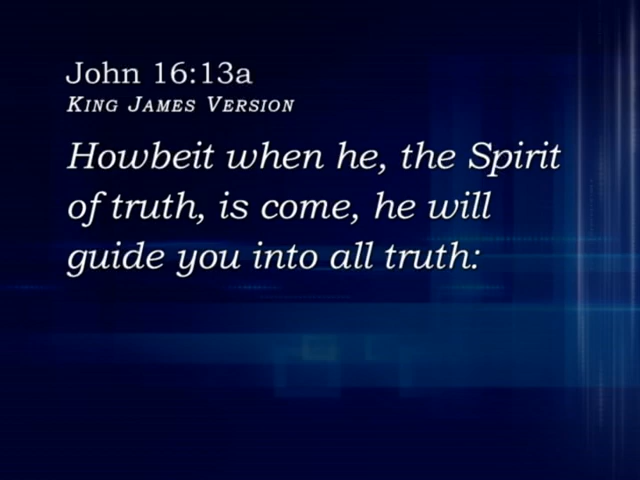 John 16:13a
King James Version
Howbeit when he, the Spirit
of truth, is come, he will
guide you into all truth: